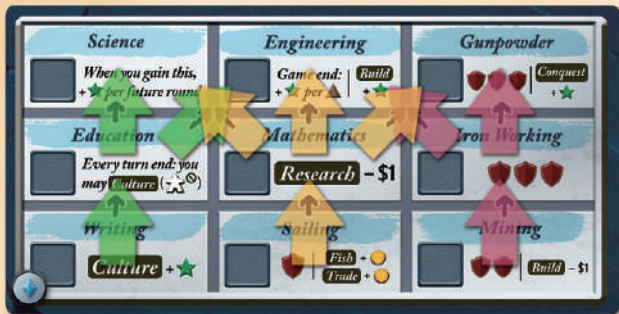 Science
When you gain this,
+ per future round
Engineering
Game end:
+ per
Build
+
Gunpowder
Conquest
+
Education
Every turn end: you
may Culture ( )
Mathematics
Research – $1
Iron Working
Writing
Culture +
Sailing
Fish +
Trade +
Mining
Build – $1